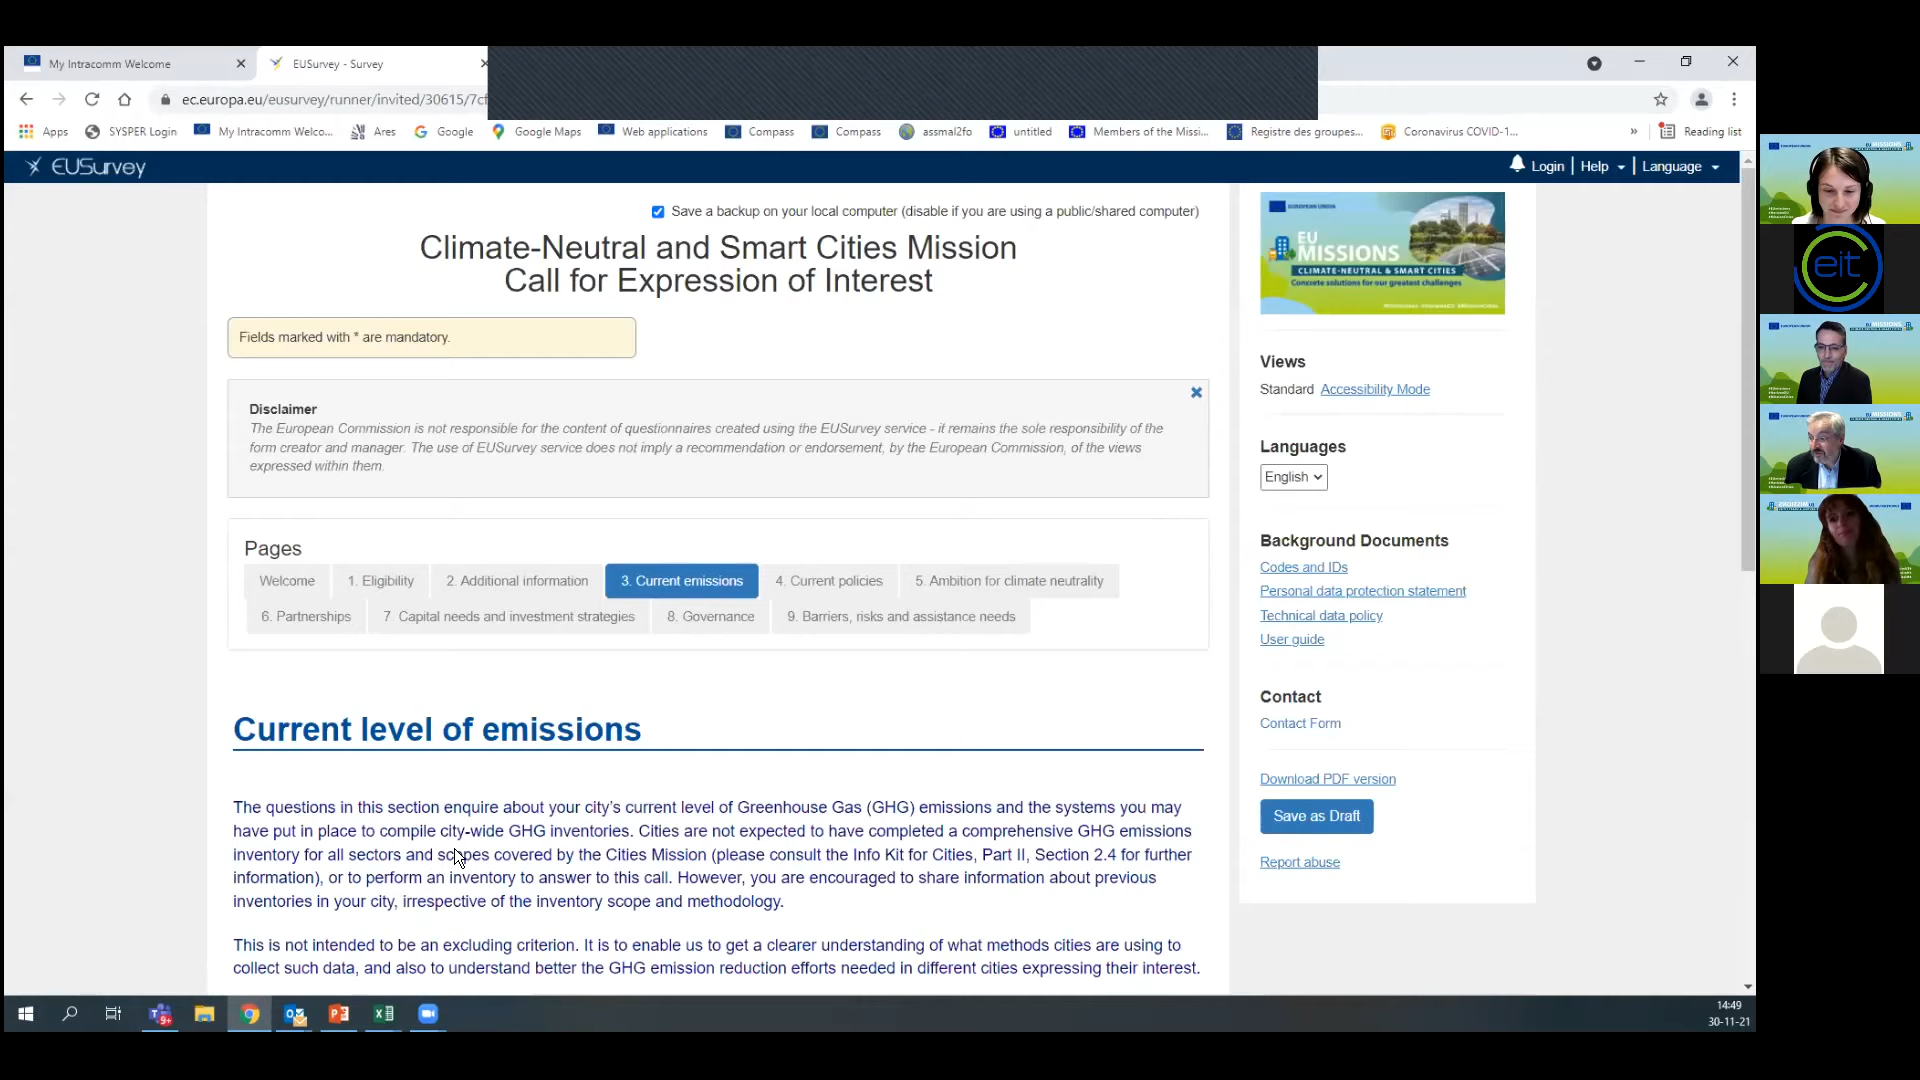 My Intracomm Welcome
EUSurvey - Survey
ec.europa.eu/eusurvey/runner/invited/30615/7cf
Apps
SYSPER Login
My Intracomm Welco...
Ares
Google
Google Maps
Web applications
Compass
Compass
assmal2fo
untitled
Members of the Missi...
Registre des groupes...
Coronavirus COVID-1...
»
Reading list
EUSurvey
Login | Help | Language
Save a backup on your local computer (disable if you are using a public/shared computer)
Climate-Neutral and Smart Cities Mission
Call for Expression of Interest
Fields marked with * are mandatory.
Disclaimer
The European Commission is not responsible for the content of questionnaires created using the EUSurvey service - it remains the sole responsibility of the
form creator and manager. The use of EUSurvey service does not imply a recommendation or endorsement, by the European Commission, of the views
expressed within them.
Pages
Welcome
1. Eligibility
2. Additional information
3. Current emissions
4. Current policies
5. Ambition for climate neutrality
6. Partnerships
7. Capital needs and investment strategies
8. Governance
9. Barriers, risks and assistance needs
Current level of emissions
The questions in this section enquire about your city's current level of Greenhouse Gas (GHG) emissions and the systems you may
have put in place to compile city-wide GHG inventories. Cities are not expected to have completed a comprehensive GHG emissions
inventory for all sectors and scopes covered by the Cities Mission (please consult the Info Kit for Cities, Part II, Section 2.4 for further
information), or to perform an inventory to answer to this call. However, you are encouraged to share information about previous
inventories in your city, irrespective of the inventory scope and methodology.
This is not intended to be an excluding criterion. It is to enable us to get a clearer understanding of what methods cities are using to
collect such data, and also to understand better the GHG emission reduction efforts needed in different cities expressing their interest.
EUROPEAN UNION
EU
MISSIONS
CLIMATE-NEUTRAL & SMART CITIES
Concrete solutions for our greatest challenges
Views
Standard Accessibility Mode
Languages
English
Background Documents
Codes and IDs
Personal data protection statement
Technical data policy
User guide
Contact
Contact Form
Download PDF version
Save as Draft
Report abuse
eit
9+
14:49
30-11-21